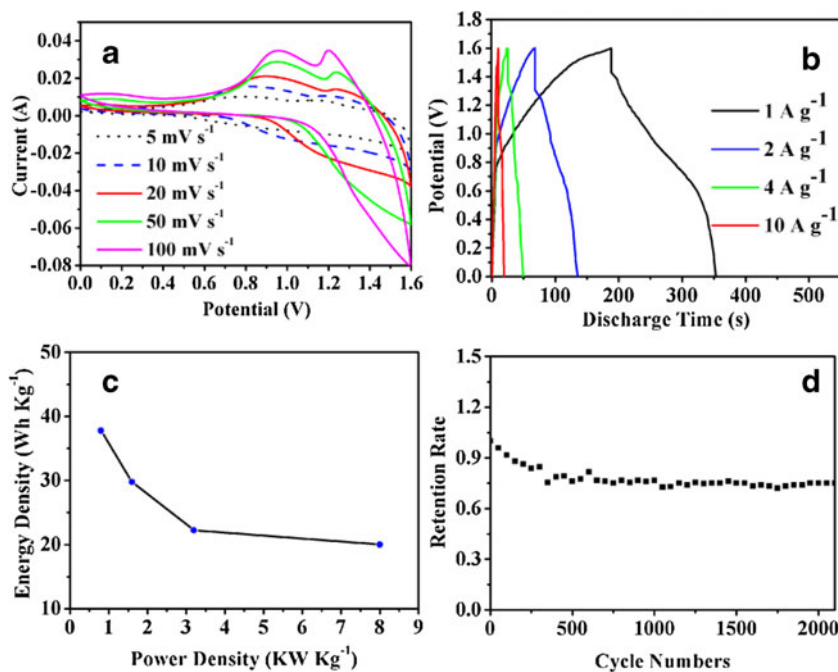 a
0.04
0.02
0.00
-0.02
-0.04
-0.06
-0.08
Current (A)
5 mV s⁻¹
10 mV s⁻¹
20 mV s⁻¹
50 mV s⁻¹
100 mV s⁻¹
0.0 0.2 0.4 0.6 0.8 1.0 1.2 1.4 1.6
Potential (V)
b
1.8
1.6
1.4
1.2
1.0
0.8
0.6
0.4
0.2
0.0
Potential (V)
1 A g⁻¹
2 A g⁻¹
4 A g⁻¹
10 A g⁻¹
0 100 200 300 400 500
Discharge Time (s)
c
50
40
30
20
10
Energy Density (Wh Kg⁻¹)
0 1 2 3 4 5 6 7 8 9
Power Density (KW Kg⁻¹)
d
1.5
1.2
0.9
0.6
0.3
0.0
Retention Rate
0 500 1000 1500 2000
Cycle Numbers